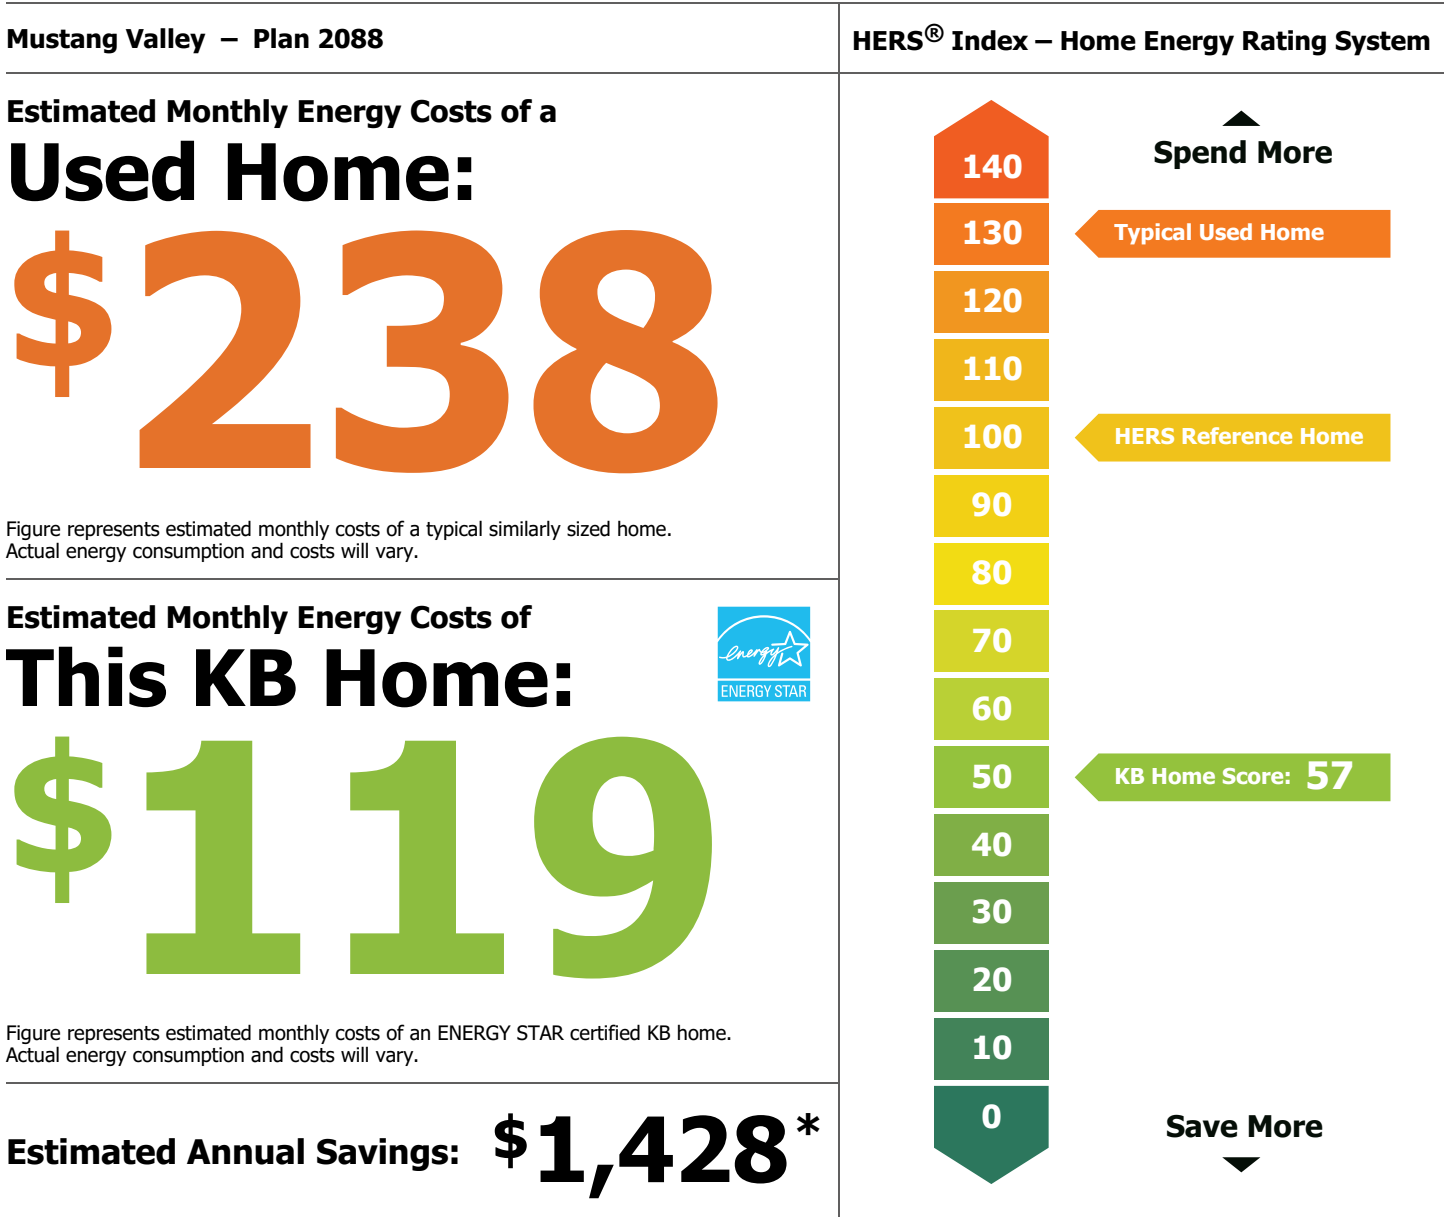 Mustang Valley – Plan 2088
Estimated Monthly Energy Costs of a
Used Home:
$238
Figure represents estimated monthly costs of a typical similarly sized home.
Actual energy consumption and costs will vary.
Estimated Monthly Energy Costs of
This KB Home:
energy
ENERGY STAR
$119
Figure represents estimated monthly costs of an ENERGY STAR certified KB home.
Actual energy consumption and costs will vary.
Estimated Annual Savings: $1,428*
HERS® Index – Home Energy Rating System
Spend More
140
130 Typical Used Home
120
110
100 HERS Reference Home
90
80
70
60
50 KB Home Score: 57
40
30
20
10
0
Save More